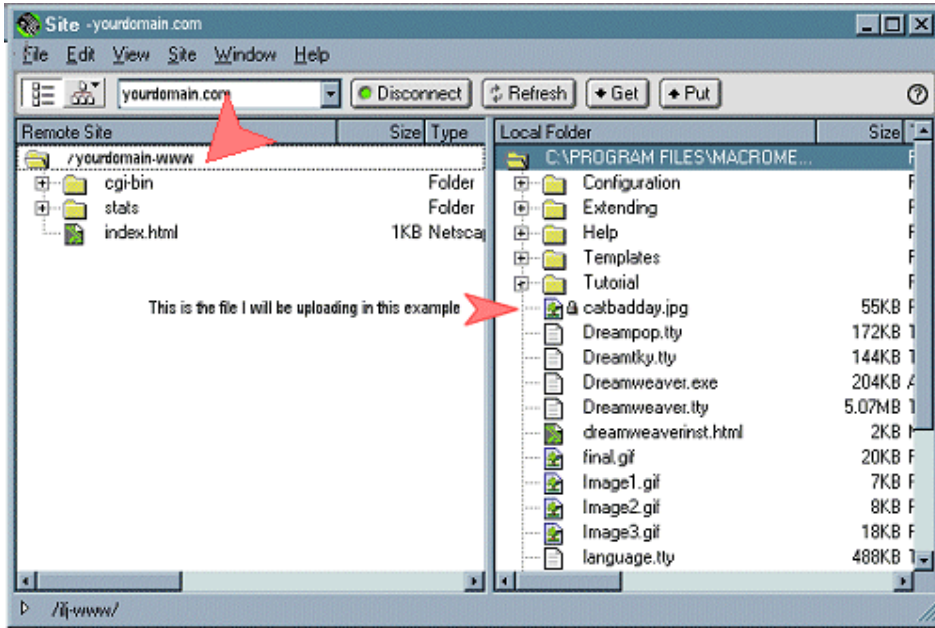 Site -yourdomain.com
File Edit View Site Window Help
yourdomain.com Disconnect Refresh Get Put
Remote Site Size Type
/yourdomain-www
cgi-bin Folder
stats Folder
index.html 1KB Netsca
This is the file I will be uploading in this example
Local Folder Size
C:\PROGRAM FILES\MACROME...
Configuration F
Extending F
Help F
Templates F
Tutorial F
catbadday.jpg 55KB F
Dreampop.tty 172KB T
Dreamtky.tty 144KB T
Dreamweaver.exe 204KB A
Dreamweaver.tty 5.07MB T
dreamweaverinst.html 2KB N
final.gif 20KB F
Image1.gif 7KB F
Image2.gif 8KB F
Image3.gif 18KB F
language.tty 488KB T